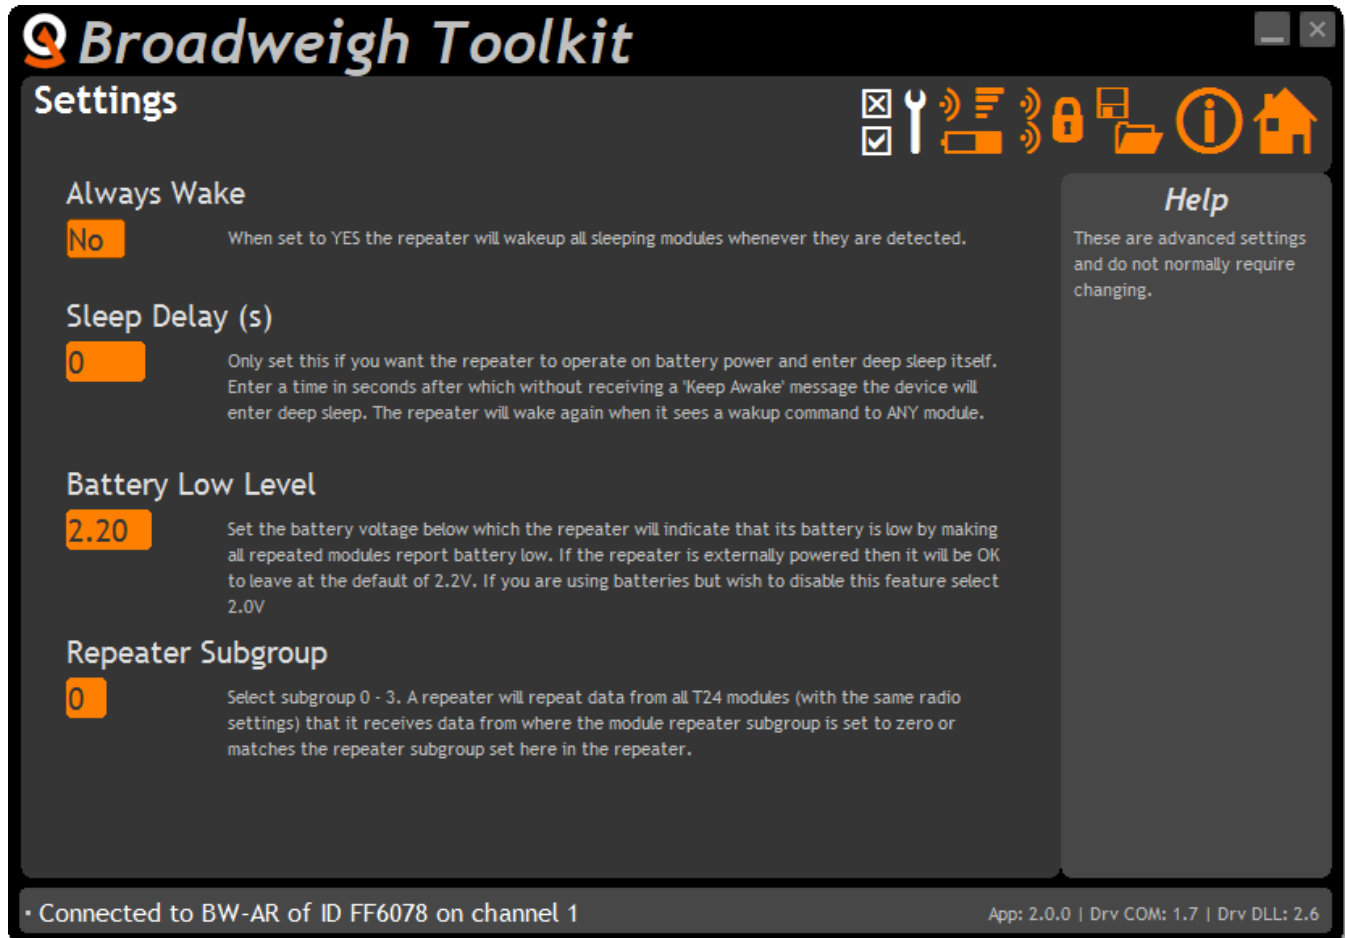 Broadweigh Toolkit
Settings
Always Wake
No
When set to YES the repeater will wakeup all sleeping modules whenever they are detected.
Sleep Delay (s)
0
Only set this if you want the repeater to operate on battery power and enter deep sleep itself.
Enter a time in seconds after which without receiving a 'Keep Awake' message the device will
enter deep sleep. The repeater will wake again when it sees a wakup command to ANY module.
Battery Low Level
2.20
Set the battery voltage below which the repeater will indicate that its battery is low by making
all repeated modules report battery low. If the repeater is externally powered then it will be OK
to leave at the default of 2.2V. If you are using batteries but wish to disable this feature select
2.0V
Repeater Subgroup
0
Select subgroup 0 - 3. A repeater will repeat data from all T24 modules (with the same radio
settings) that it receives data from where the module repeater subgroup is set to zero or
matches the repeater subgroup set here in the repeater.
Help
These are advanced settings
and do not normally require
changing.
Connected to BW-AR of ID FF6078 on channel 1
App: 2.0.0 | Drv COM: 1.7 | Drv DLL: 2.6